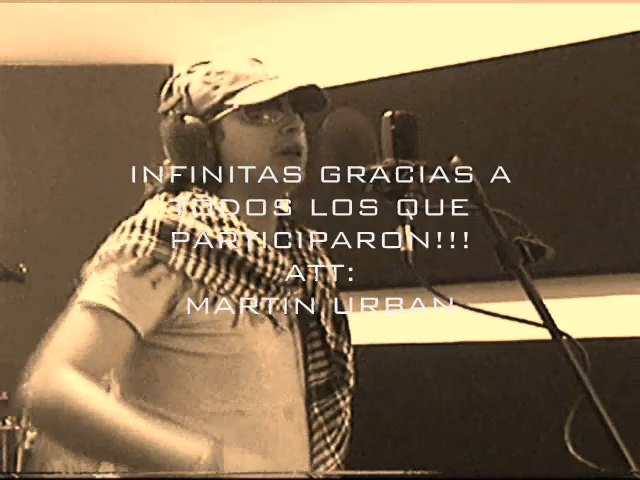 INFINITAS GRACIAS A
TODOS LOS QUE
PARTICIPARON!!!
ATT:
MARTIN URBAN